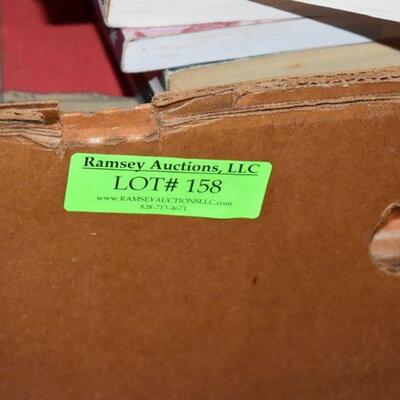 Ramsey Auctions, LLC
LOT# 158
www.RAMSEYAUCTIONSLLC.com
828-713-4671